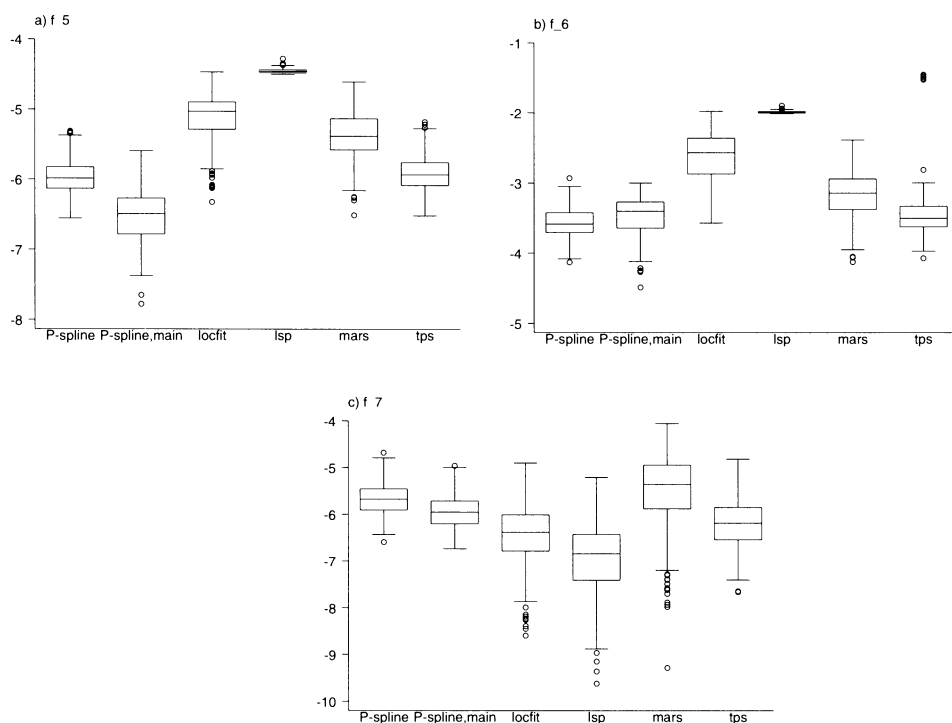 a) f_5
-4
-5
-6
-7
-8
P-spline P-spline,main locfit lsp mars tps
b) f_6
-1
-2
-3
-4
-5
P-spline P-spline,main locfit lsp mars tps
c) f_7
-4
-5
-6
-7
-8
-9
-10
P-spline P-spline,main locfit lsp mars tps